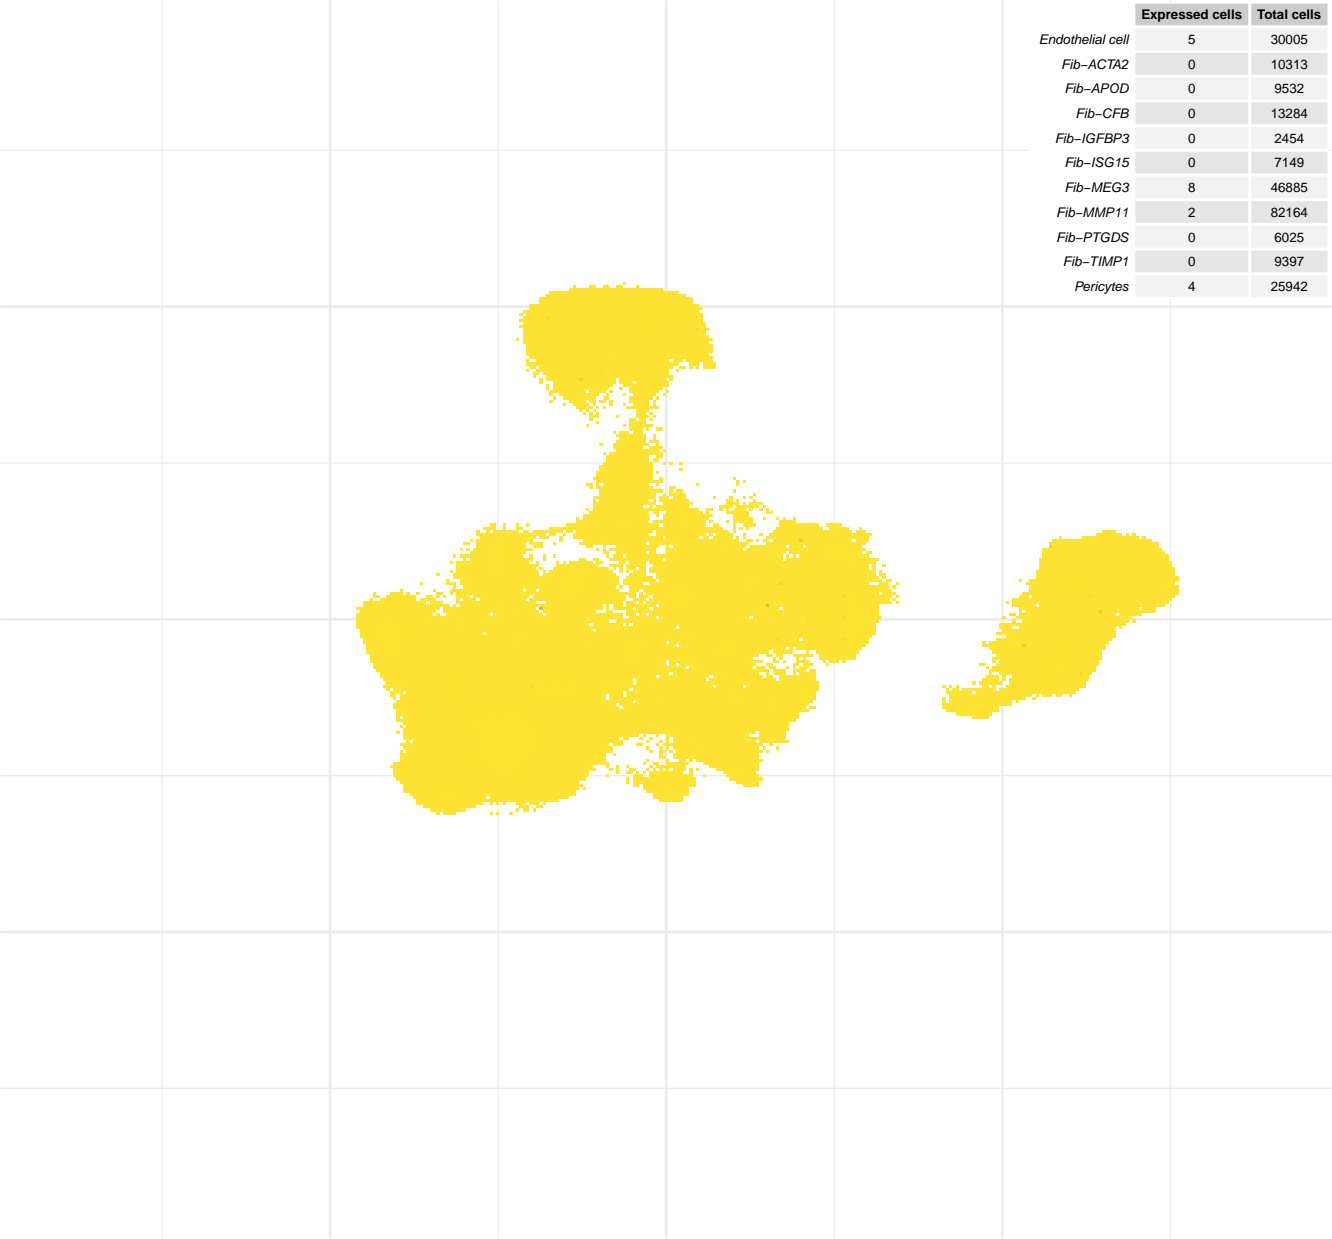 Expressed cells Total cells
Endothelial cell 5 30005
Fib−ACTA2 0 10313
Fib−APOD 0 9532
Fib−CFB 0 13284
Fib−IGFBP3 0 2454
Fib−ISG15 0 7149
Fib−MEG3 8 46885
Fib−MMP11 2 82164
Fib−PTGDS 0 6025
Fib−TIMP1 0 9397
Pericytes 4 25942